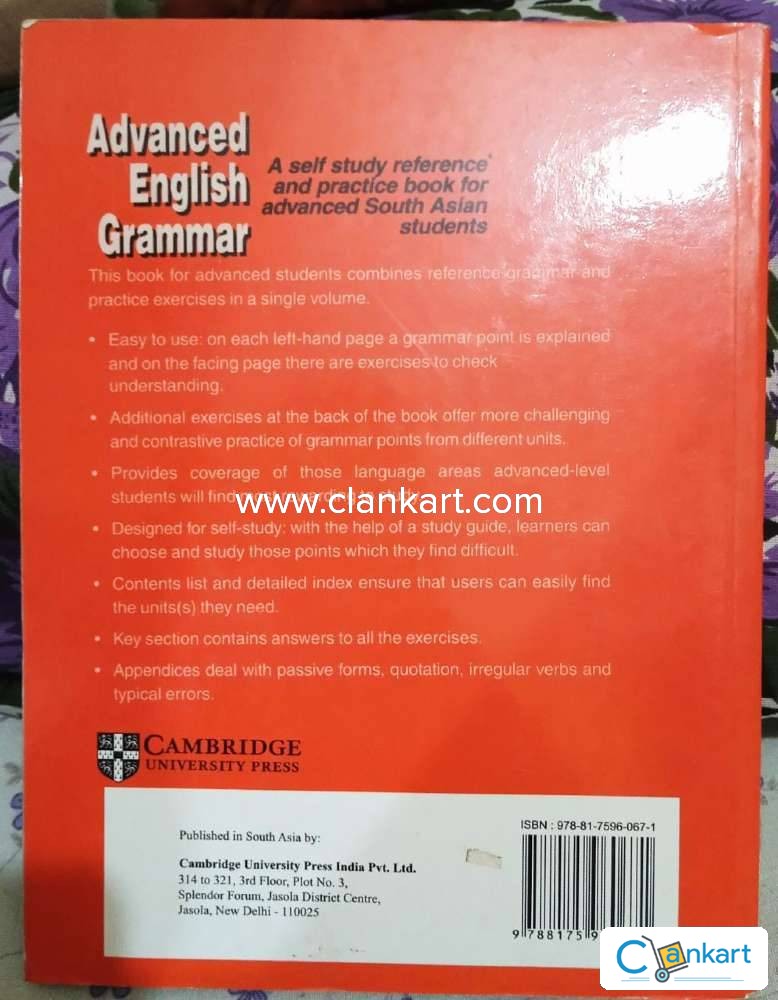 Advanced
English
Grammar
A self study reference
and practice book for
advanced South Asian
students
This book for advanced students combines reference grammar and
practice exercises in a single volume.
• Easy to use: on each left-hand page a grammar point is explained
and on the facing page there are exercises to check
understanding.
• Additional exercises at the back of the book offer more challenging
and contrastive practice of grammar points from different units.
• Provides coverage of those language areas advanced-level
students will find most rewarding to study.
www.clankart.com
• Designed for self-study: with the help of a study guide, learners can
choose and study those points which they find difficult.
• Contents list and detailed index ensure that users can easily find
the units(s) they need.
• Key section contains answers to all the exercises.
• Appendices deal with passive forms, quotation, irregular verbs and
typical errors.
CAMBRIDGE
UNIVERSITY PRESS
Published in South Asia by:
Cambridge University Press India Pvt. Ltd.
314 to 321, 3rd Floor, Plot No. 3,
Splendor Forum, Jasola District Centre,
Jasola, New Delhi - 110025
ISBN : 978-81-7596-067-1
9 788175 9
Clankart